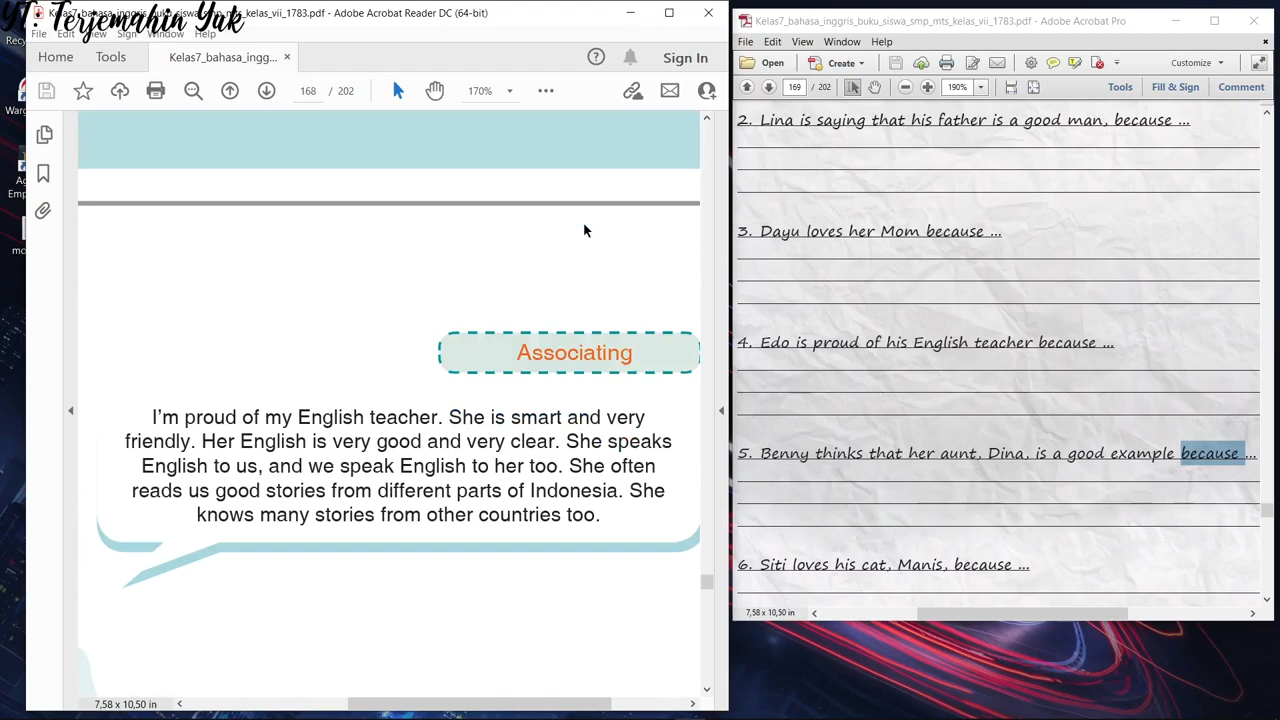 YT. Terjemahin Yuk
Kelas7_bahasa_inggris_buku_siswa_smp_mts_kelas_vii_1783.pdf - Adobe Acrobat Reader DC (64-bit)
File Edit View Sign Window Help
Home Tools Kelas7_bahasa_ingg... × Sign In
168 / 202 170%
Associating
I'm proud of my English teacher. She is smart and very
friendly. Her English is very good and very clear. She speaks
English to us, and we speak English to her too. She often
reads us good stories from different parts of Indonesia. She
knows many stories from other countries too.
7,58 x 10,50 in
Kelas7_bahasa_inggris_buku_siswa_smp_mts_kelas_vii_1783.pdf - Adobe Acrobat Pro
File Edit View Window Help
Open Create Customize
169 / 202 190% Tools Fill & Sign Comment
2. Lina is saying that his father is a good man, because ...
3. Dayu loves her Mom because ...
4. Edo is proud of his English teacher because ...
5. Benny thinks that her aunt, Dina, is a good example because ...
6. Siti loves his cat, Manis, because ...
7,58 x 10,50 in